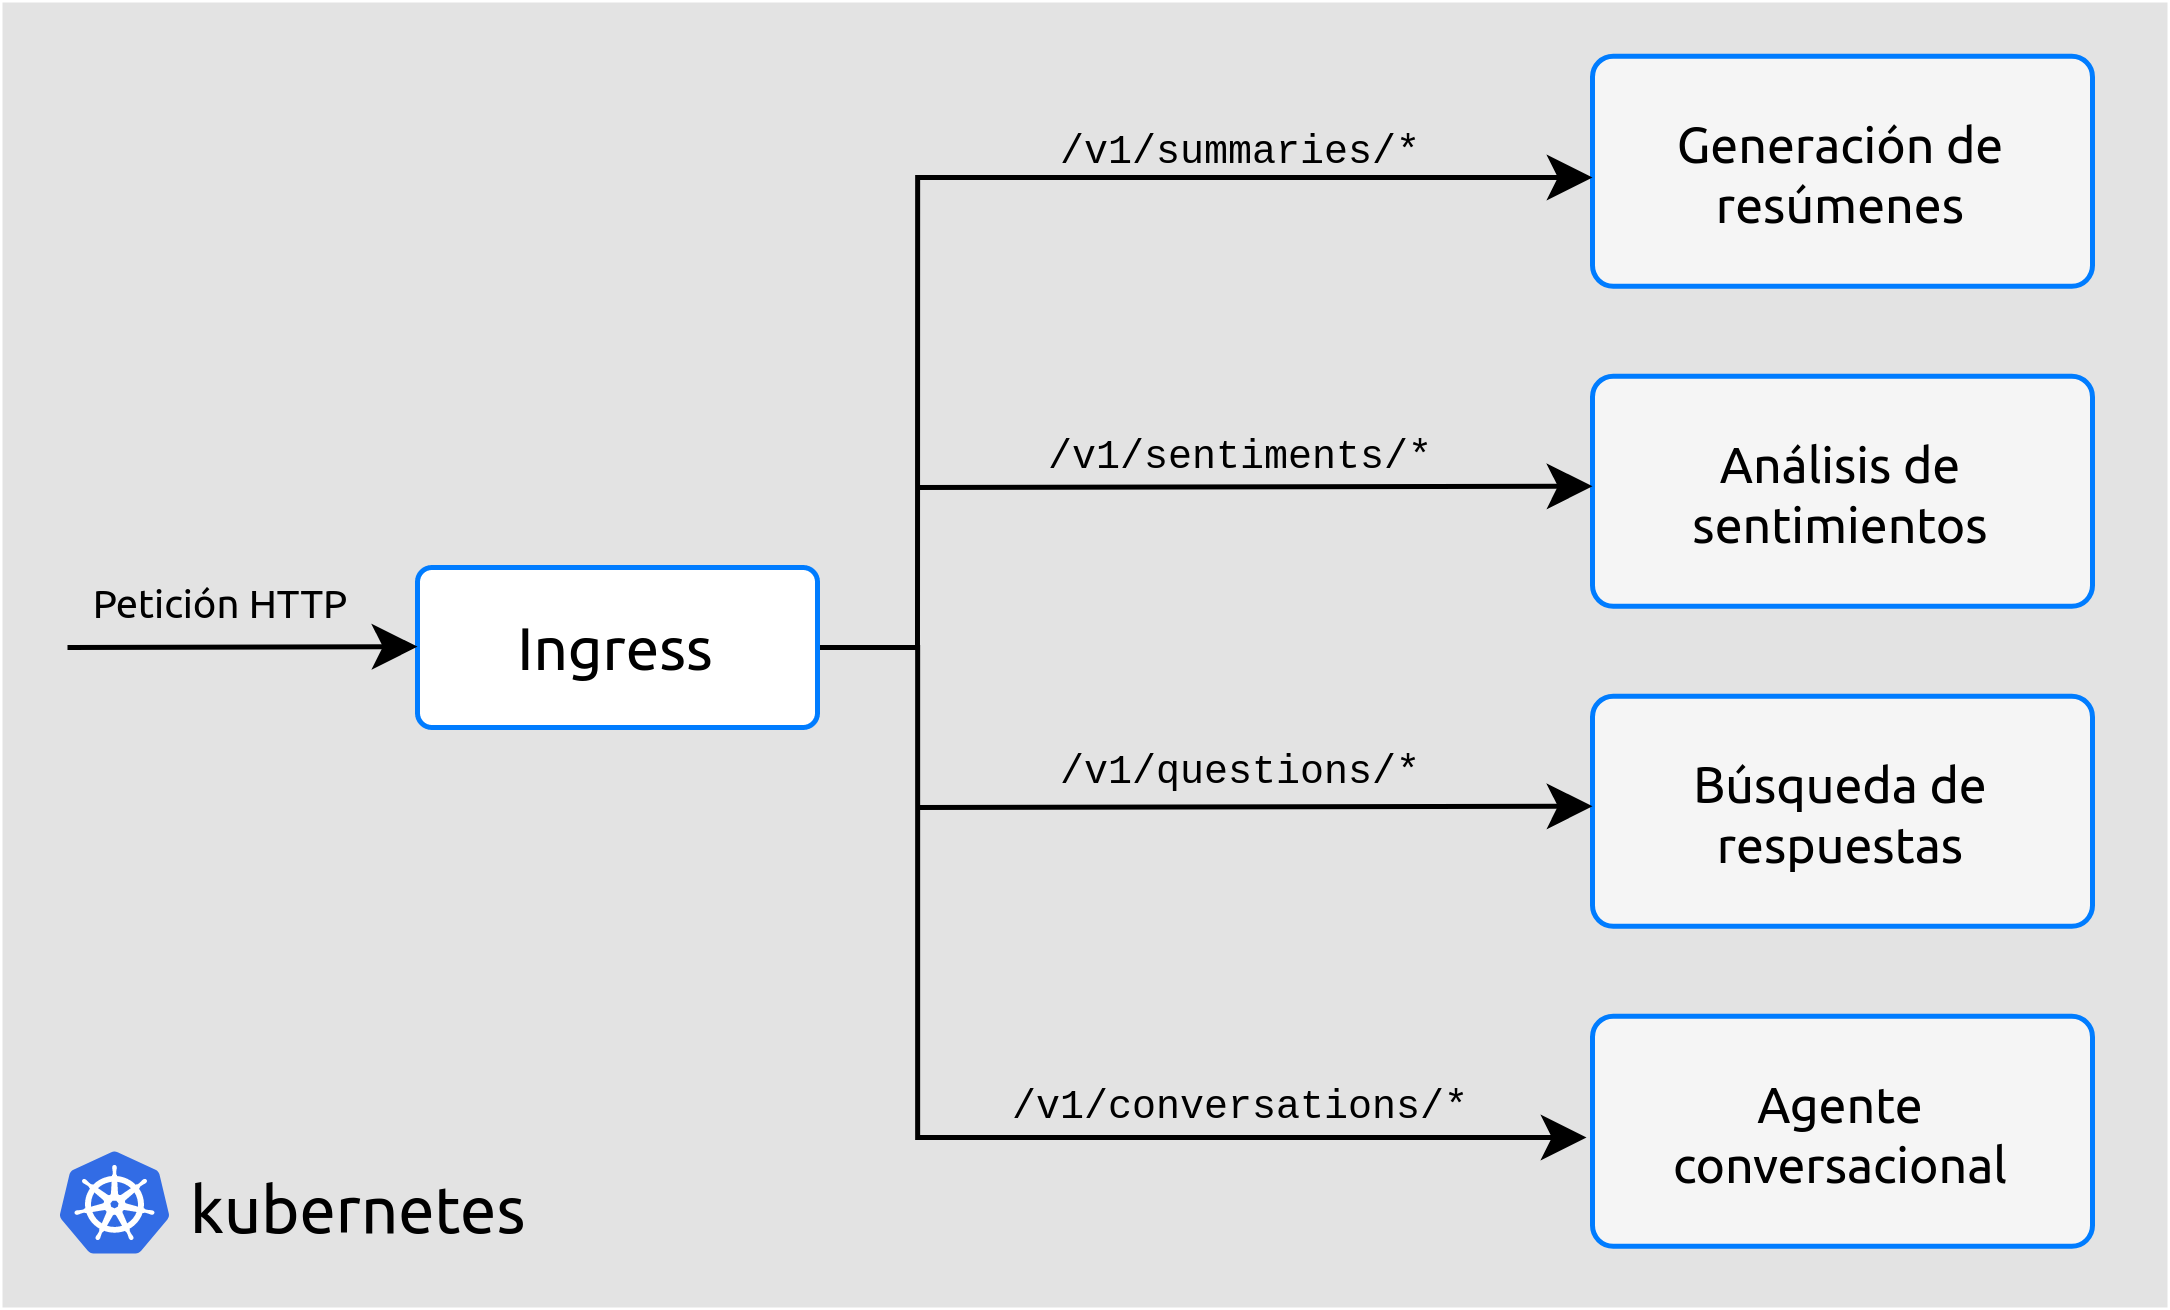 /v1/summaries/*
Generación de
resúmenes
/v1/sentiments/*
Análisis de
sentimientos
Petición HTTP
Ingress
/v1/questions/*
Búsqueda de
respuestas
/v1/conversations/*
Agente
conversacional
kubernetes